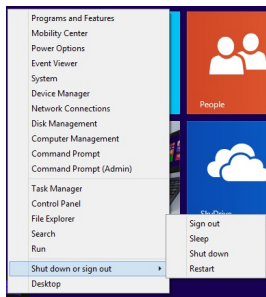 Programs and Features
Mobility Center
Power Options
Event Viewer
System
Device Manager
Network Connections
Disk Management
Computer Management
Command Prompt
Command Prompt (Admin)
Task Manager
Control Panel
File Explorer
Search
Run
Shut down or sign out
Desktop
Sign out
Sleep
Shut down
Restart
People
SkyDrive